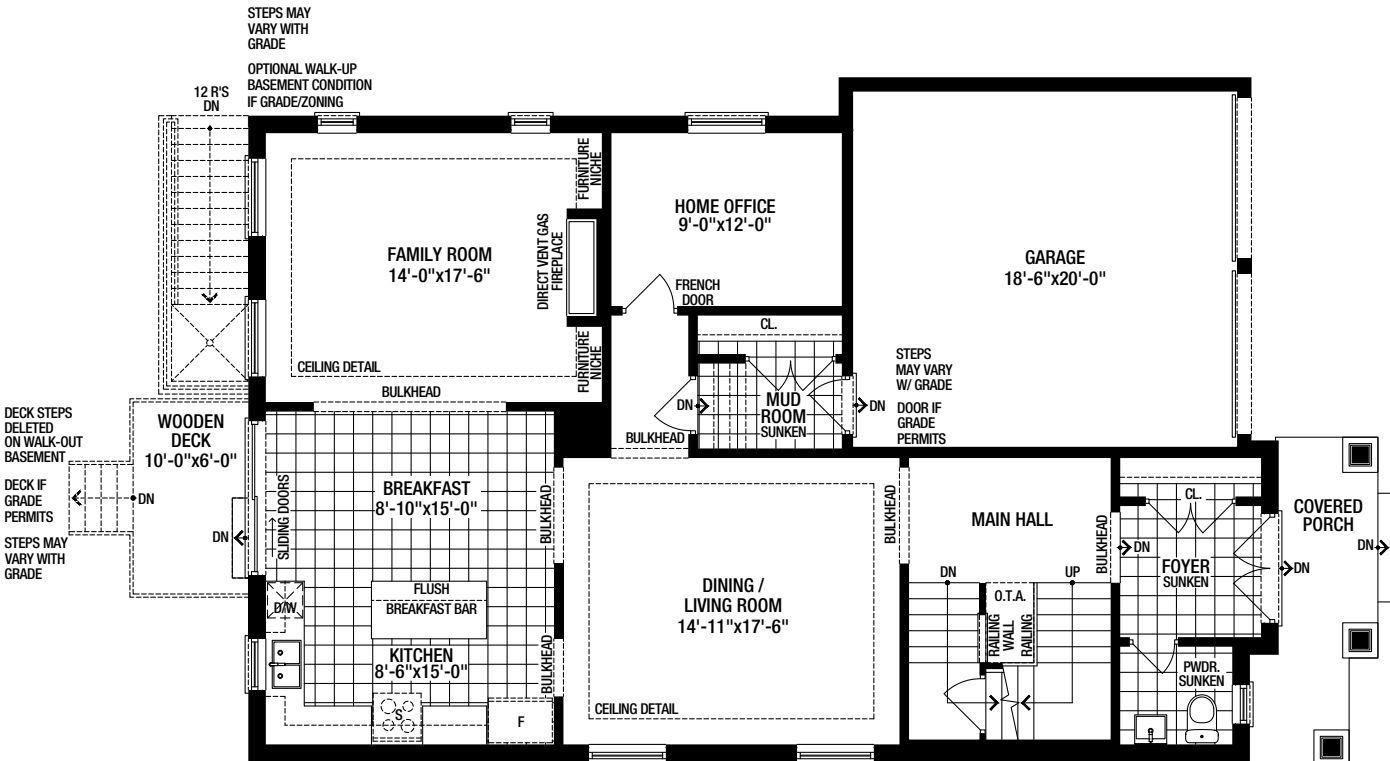 STEPS MAY
VARY WITH
GRADE
OPTIONAL WALK-UP
BASEMENT CONDITION
IF GRADE/ZONING
12 R'S
DN
FAMILY ROOM
14'-0"x17'-6"
CEILING DETAIL
FURNITURE
NICHE
DIRECT VENT GAS
FIREPLACE
FURNITURE
NICHE
BULKHEAD
HOME OFFICE
9'-0"x12'-0"
FRENCH
DOOR
CL.
MUD
ROOM
SUNKEN
DN
DN
BULKHEAD
GARAGE
18'-6"x20'-0"
STEPS
MAY VARY
W/ GRADE
DOOR IF
GRADE
PERMITS
DECK STEPS
DELETED
ON WALK-OUT
BASEMENT
DECK IF
GRADE
PERMITS
STEPS MAY
VARY WITH
GRADE
WOODEN
DECK
10'-0"x6'-0"
DN
DN
SLIDING DOORS
BREAKFAST
8'-10"x15'-0"
BULKHEAD
FLUSH
BREAKFAST BAR
D/W
KITCHEN
8'-6"x15'-0"
BULKHEAD
S
F
DINING /
LIVING ROOM
14'-11"x17'-6"
CEILING DETAIL
BULKHEAD
MAIN HALL
BULKHEAD
DN
UP
O.T.A.
RAILING
WALL
RAILING
CL.
DN
FOYER
SUNKEN
DN
PWDR.
SUNKEN
COVERED
PORCH
DN